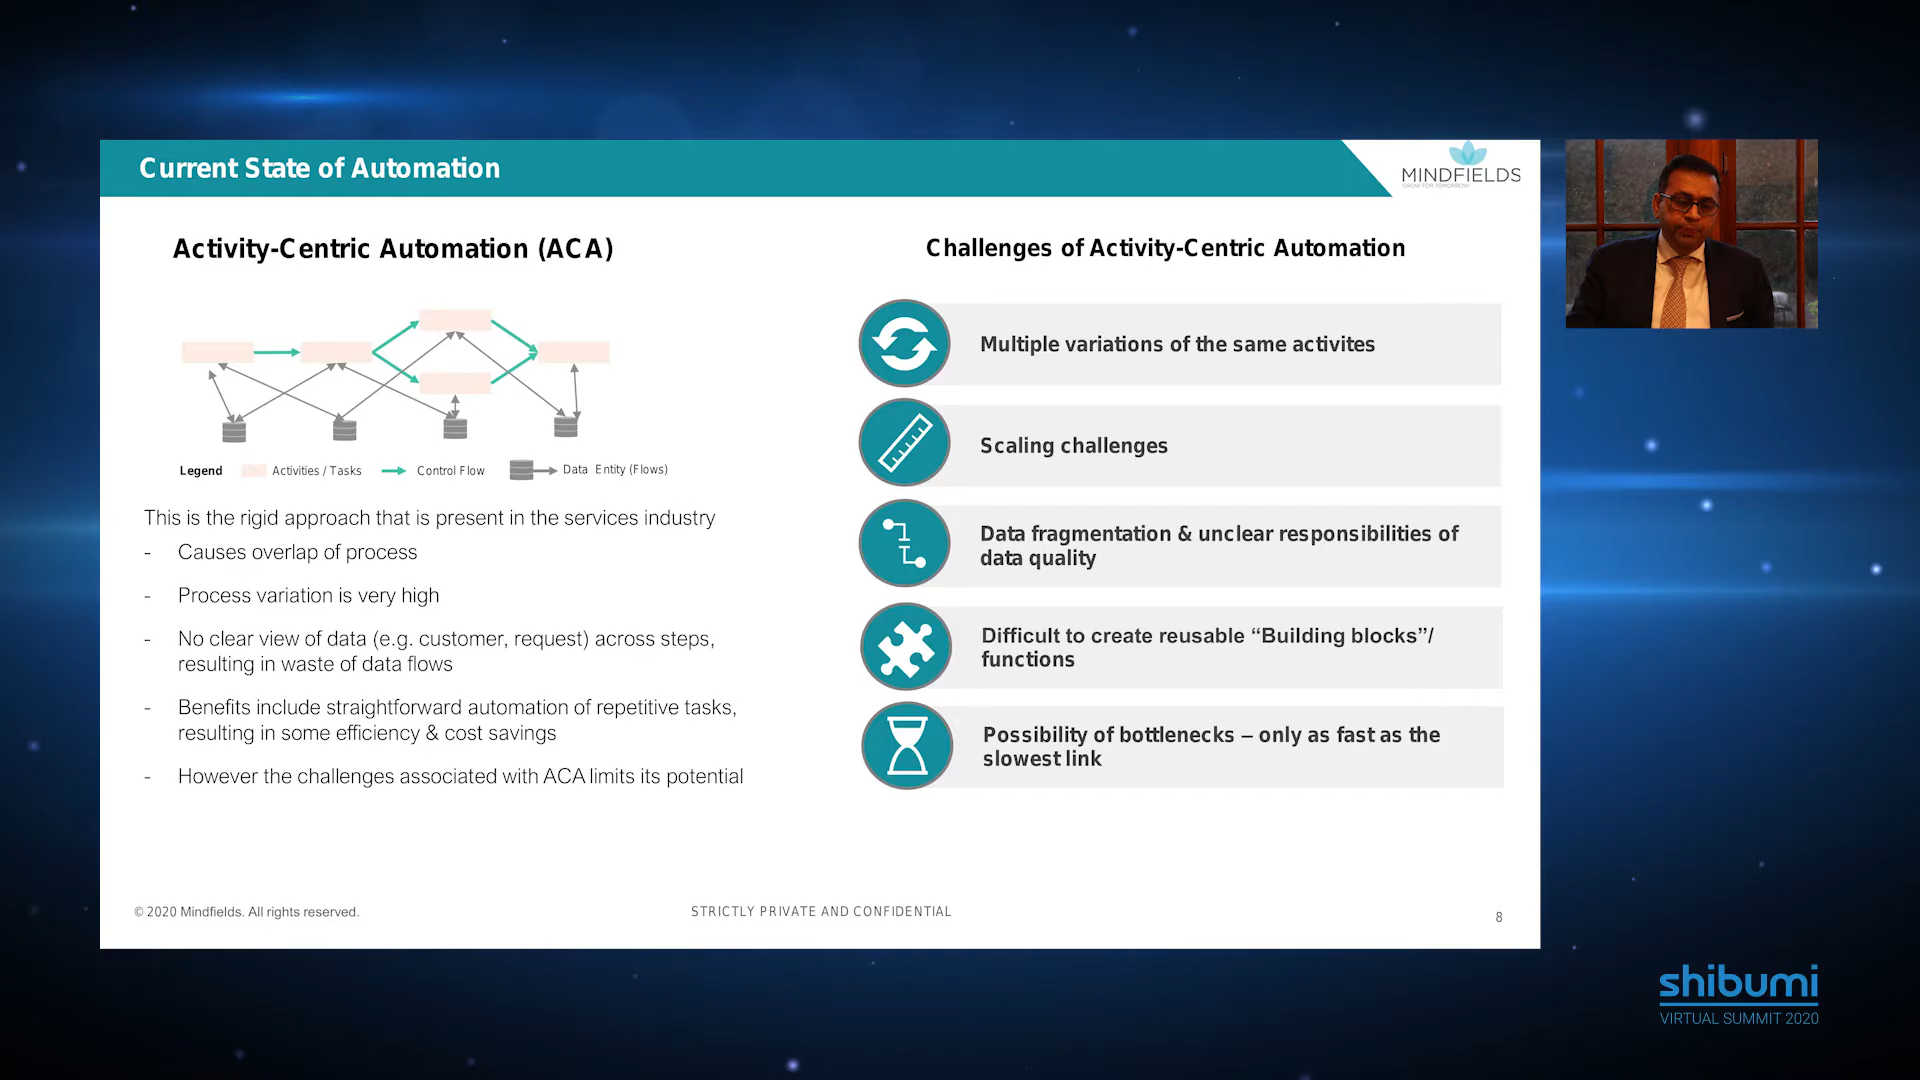 Current State of Automation
MINDFIELDS
GROW FOR TOMORROW
Activity-Centric Automation (ACA)
Legend
Activities / Tasks
Control Flow
Data Entity (Flows)
This is the rigid approach that is present in the services industry
- Causes overlap of process
- Process variation is very high
- No clear view of data (e.g. customer, request) across steps,
resulting in waste of data flows
- Benefits include straightforward automation of repetitive tasks,
resulting in some efficiency & cost savings
- However the challenges associated with ACA limits its potential
Challenges of Activity-Centric Automation
Multiple variations of the same activites
Scaling challenges
Data fragmentation & unclear responsibilities of
data quality
Difficult to create reusable “Building blocks”/
functions
Possibility of bottlenecks – only as fast as the
slowest link
© 2020 Mindfields. All rights reserved.
STRICTLY PRIVATE AND CONFIDENTIAL
8
shibumi
VIRTUAL SUMMIT 2020